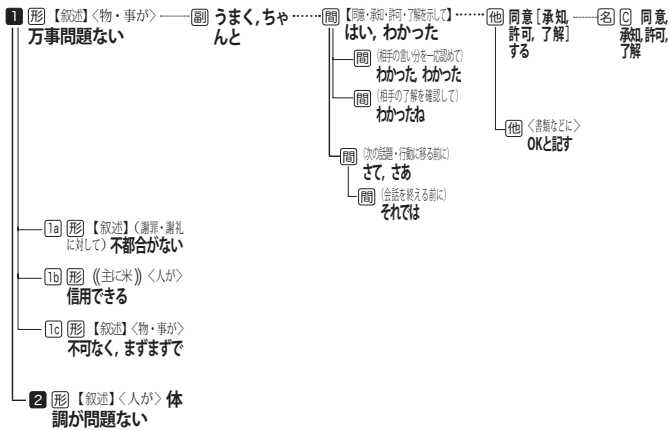 1 形 【叙述】〈物・事が〉
万事問題ない
副 うまく, ちゃ
んと
間 【同意・承知・許可・了解を示して】
はい, わかった
間 (相手の言い分を一応認めて)
わかった, わかった
間 (相手の了解を確認して)
わかったね
間 (次の話題・行動に移る前に)
さて, さあ
間 (会話を終える前に)
それでは
他 同意 [承知,
許可, 了解]
する
他 〈書類などに〉
OKと記す
名 C 同意,
承知, 許可,
了解
1a 形 【叙述】(謝罪・謝礼
に対して) 不都合がない
1b 形 ((主に米)) 〈人が〉
信用できる
1c 形 【叙述】〈物・事が〉
不可なく, まずまずで
2 形 【叙述】〈人が〉 体
調が問題ない